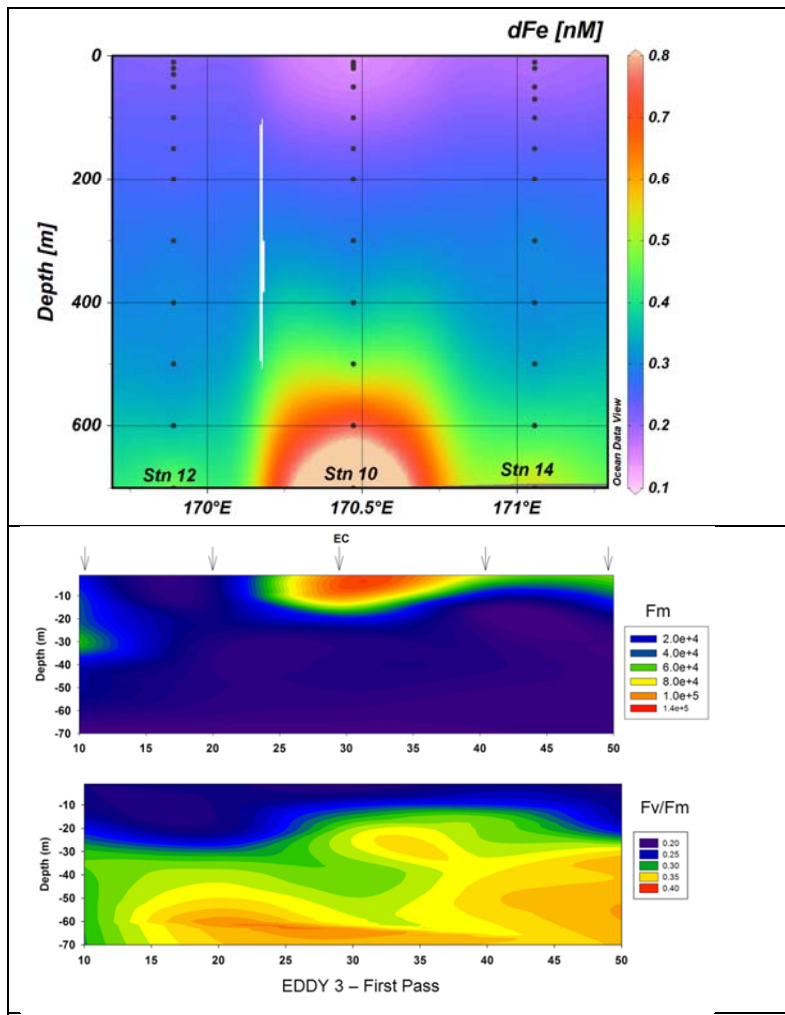 dFe [nM]
0
200
400
600
Depth [m]
Stn 12
Stn 10
Stn 14
170°E
170.5°E
171°E
0.8
0.7
0.6
0.5
0.4
0.3
0.2
0.1
Ocean Data View
EC
-10
-20
-30
-40
-50
-60
-70
Depth (m)
10
15
20
25
30
35
40
45
50
Fm
2.0e+4
4.0e+4
6.0e+4
8.0e+4
1.0e+5
1.4e+5
-10
-20
-30
-40
-50
-60
-70
Depth (m)
10
15
20
25
30
35
40
45
50
Fv/Fm
0.20
0.25
0.30
0.35
0.40
EDDY 3 – First Pass